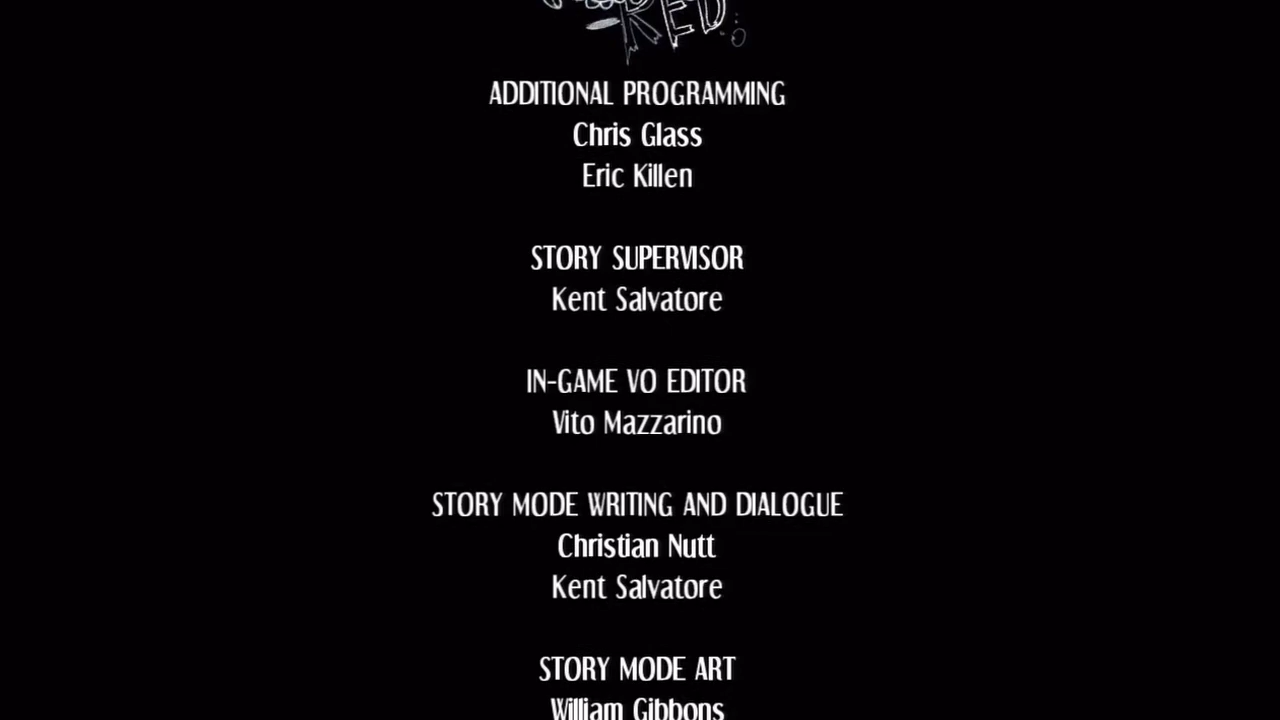 RED
ADDITIONAL PROGRAMMING
Chris Glass
Eric Killen
STORY SUPERVISOR
Kent Salvatore
IN-GAME VO EDITOR
Vito Mazzarino
STORY MODE WRITING AND DIALOGUE
Christian Nutt
Kent Salvatore
STORY MODE ART
William Gibbons